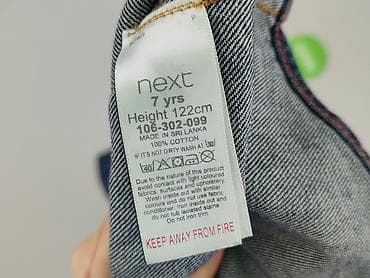 next
7 yrs
Height 122cm
106-302-099
MADE IN SRI LANKA
100% COTTON
IF IT'S NOT DIRTY WASH AT
40
Due to the nature of this product
avoid contact with light coloured
fabrics, surfaces and upholstery.
Wash inside out with similar
colours and do not use fabric
conditioner. Iron inside out and
do not rub isolated stains
Do not iron trim
KEEP AWAY FROM FIRE